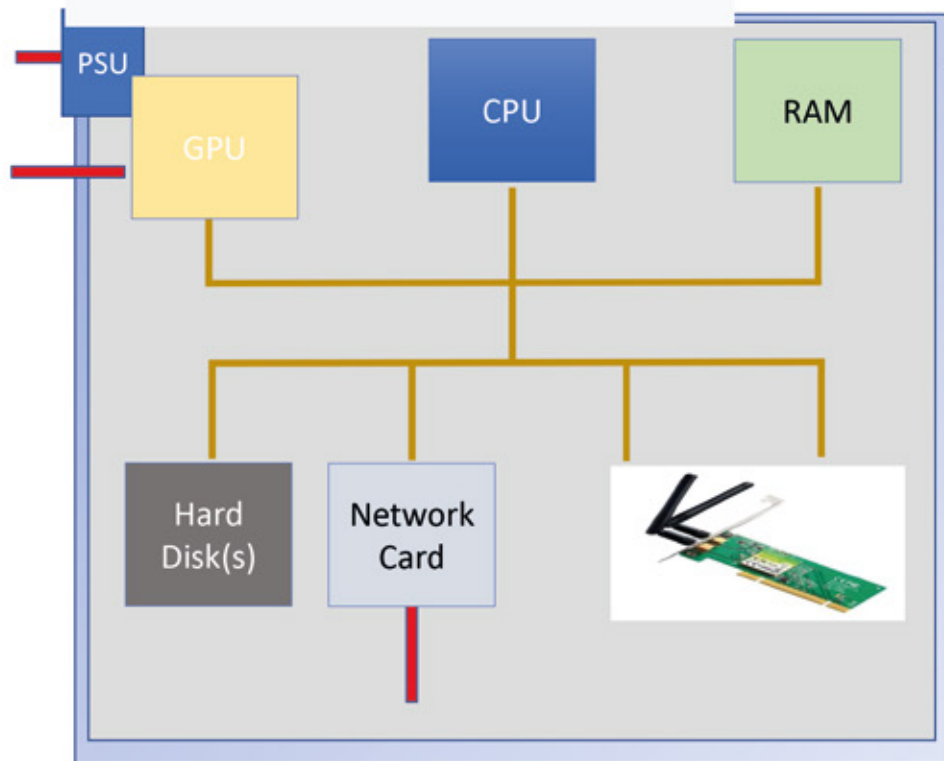 PSU
GPU
CPU
RAM
Hard
Disk(s)
Network
Card